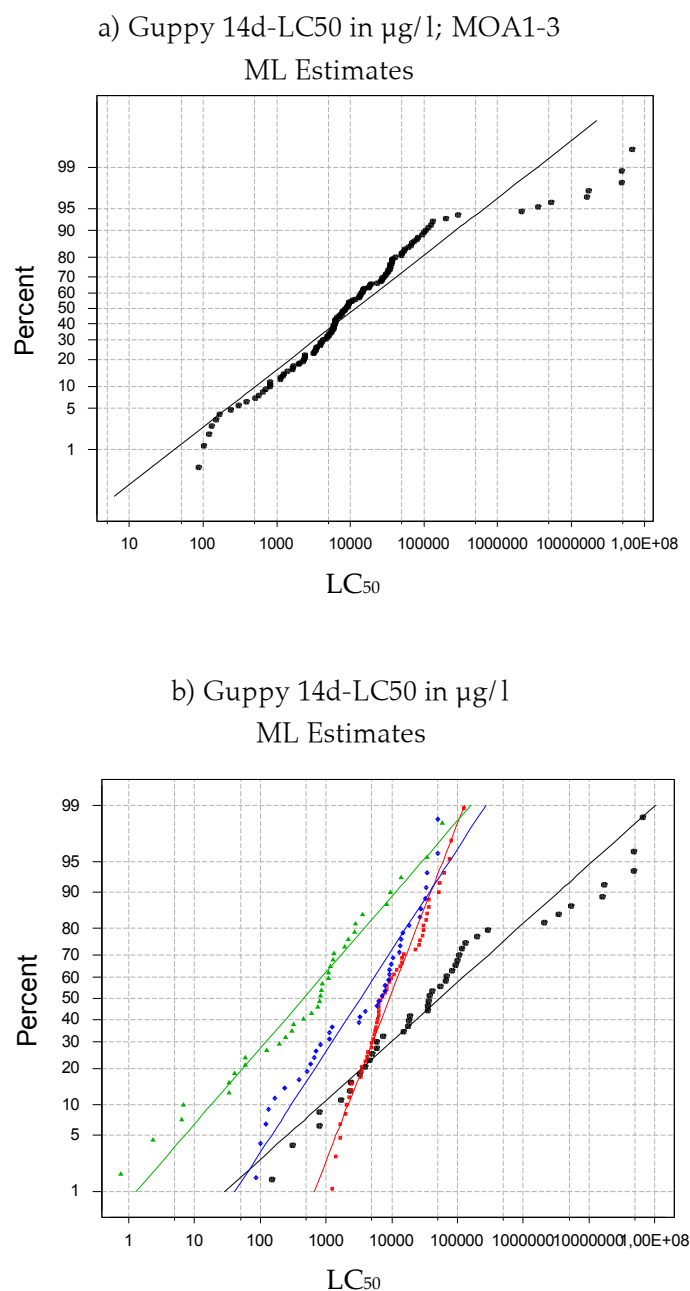 a) Guppy 14d-LC50 in µg/l; MOA1-3
ML Estimates
99
95
90
80
70
60
50
40
30
20
10
5
1
Percent
10 100 1000 10000 100000 1000000 10000000 1,00E+08
LC50
b) Guppy 14d-LC50 in µg/l
ML Estimates
99
95
90
80
70
60
50
40
30
20
10
5
1
Percent
1 10 100 1000 10000 100000 1000000 10000000 1,00E+08
LC50